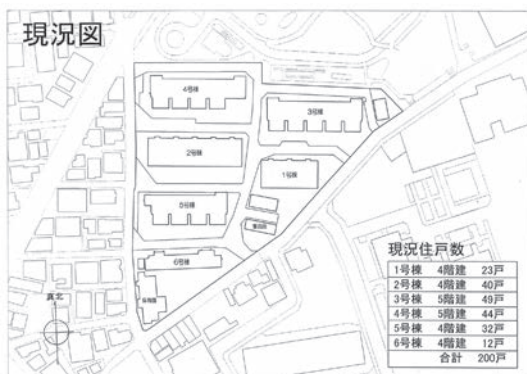 現況図
4号棟
3号棟
2号棟
1号棟
5号棟
6号棟
真北
現況住戸数
1号棟 4階建 23戸
2号棟 4階建 40戸
3号棟 5階建 49戸
4号棟 5階建 44戸
5号棟 4階建 32戸
6号棟 4階建 12戸
合計 200戸